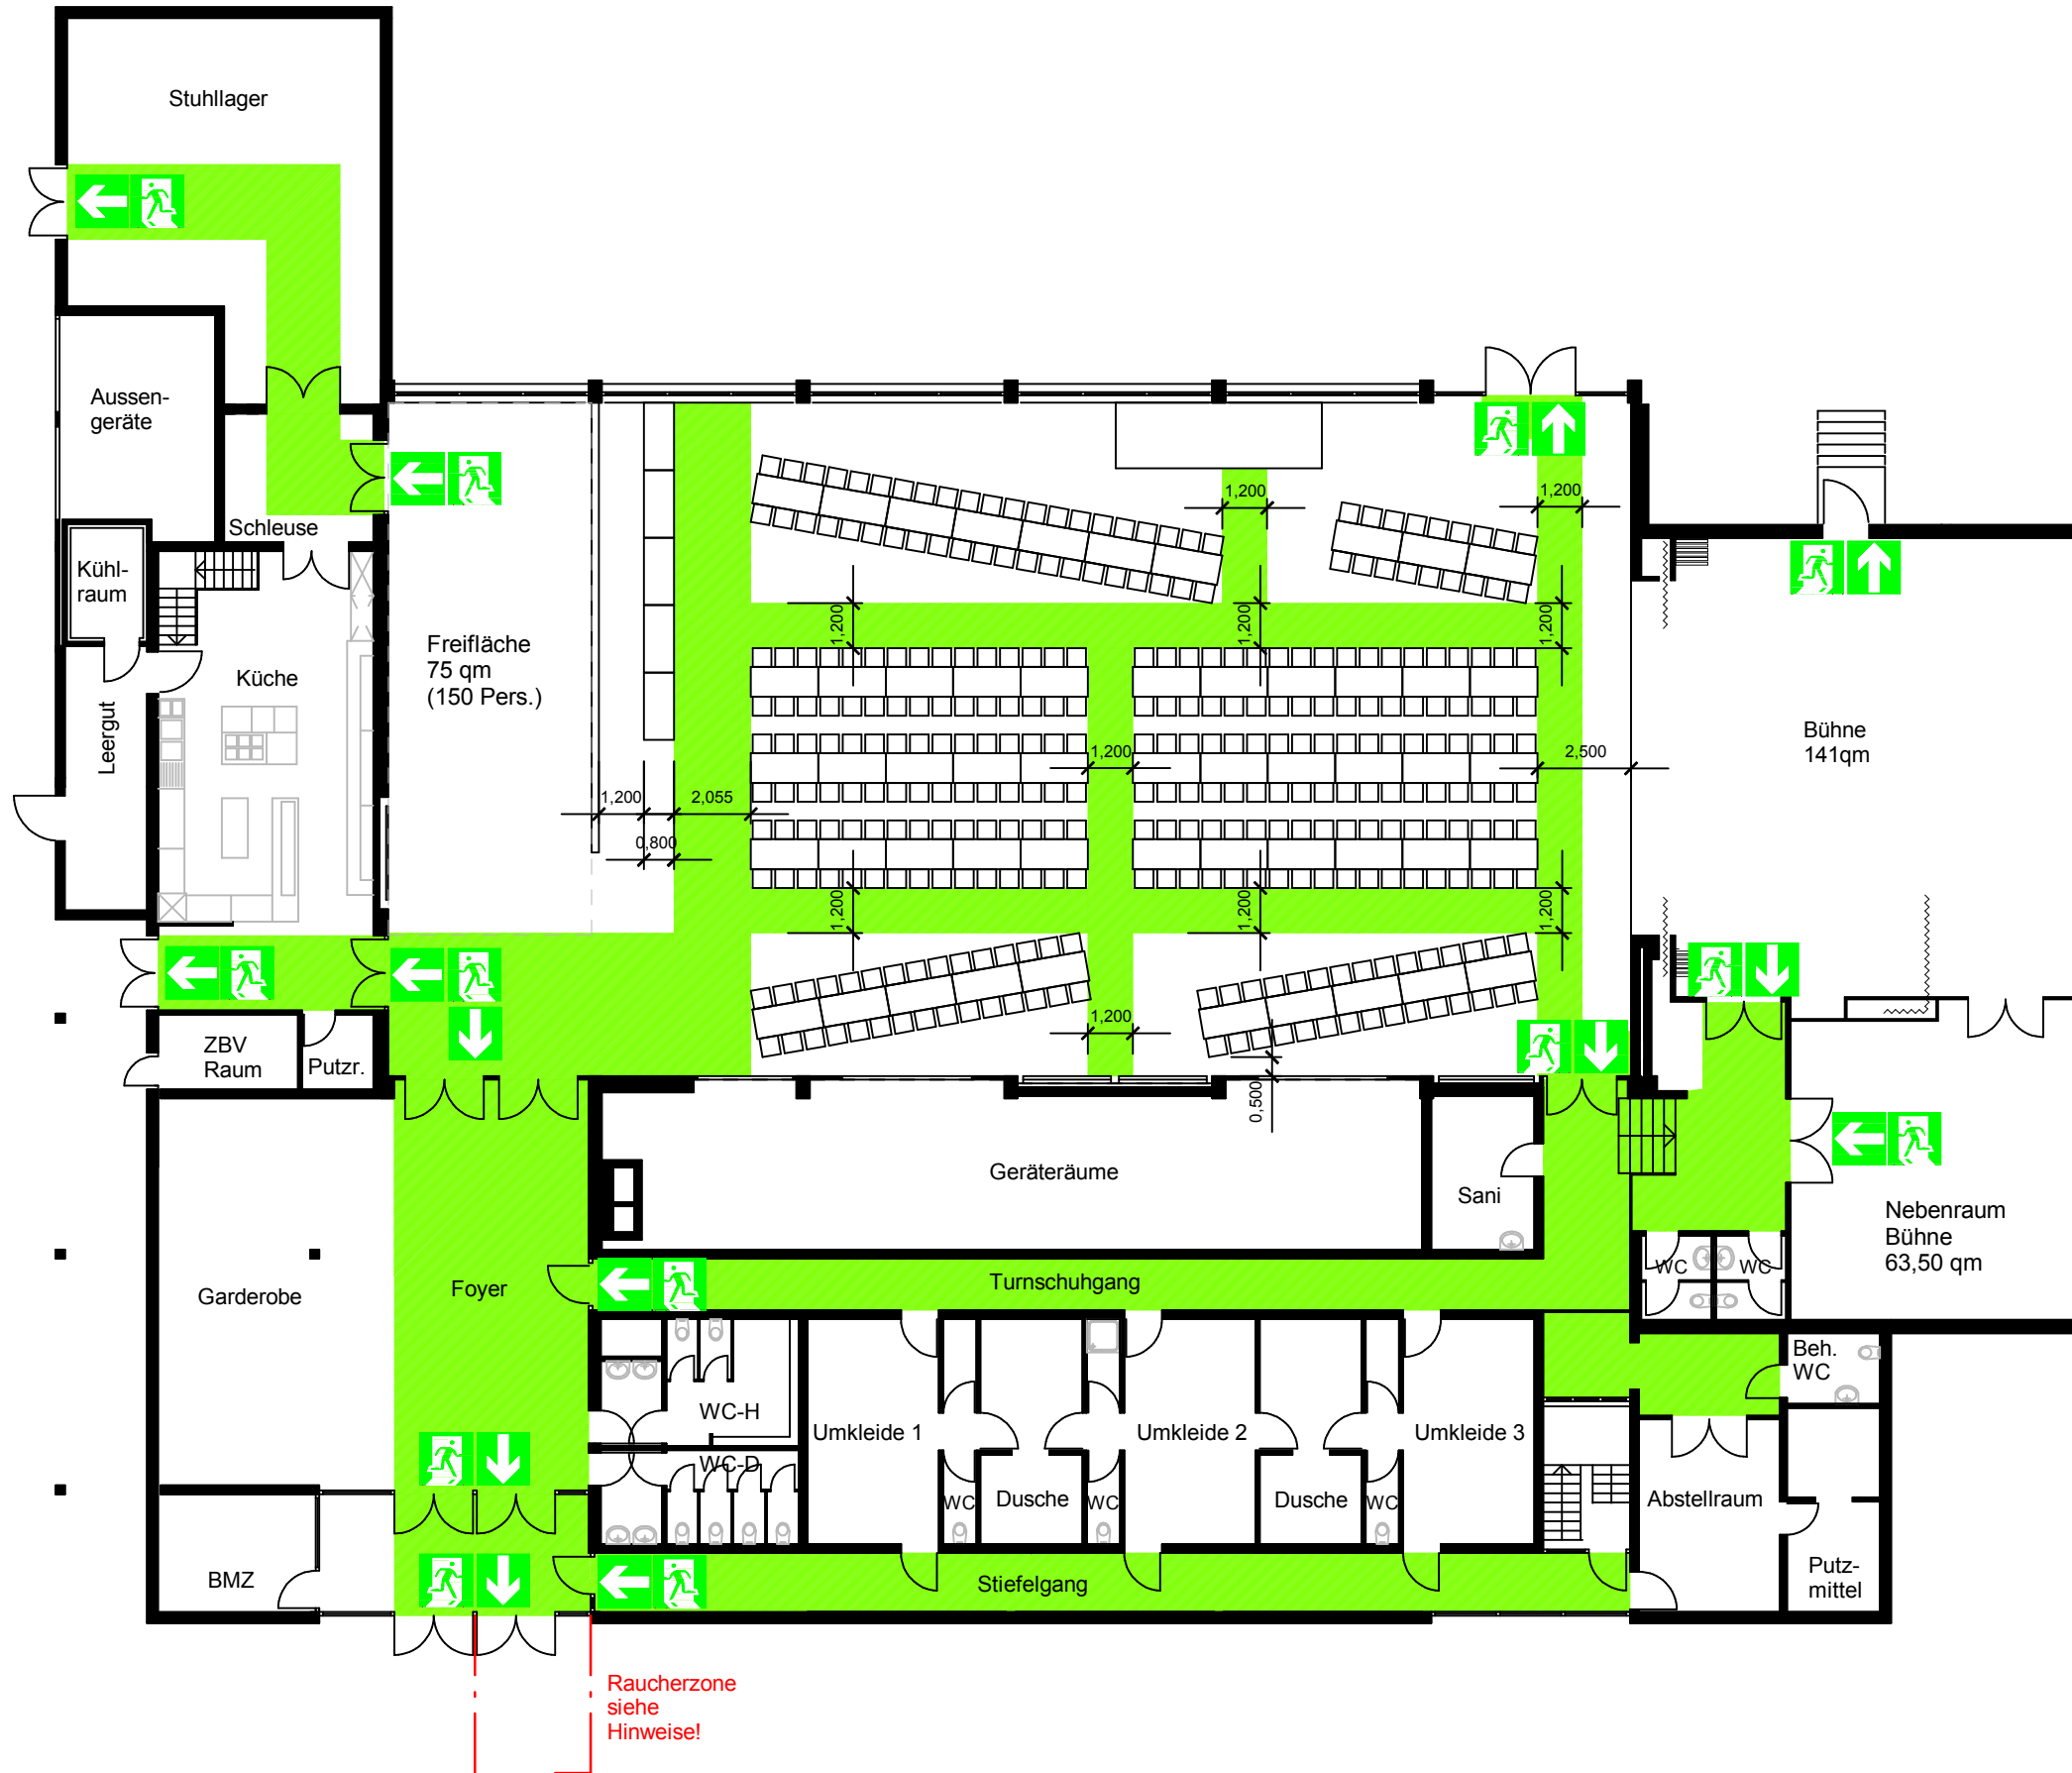 Stuhllager
Aussen-
geräte
Schleuse
Kühl-
raum
Küche
Leergut
Freifläche
75 qm
(150 Pers.)
1,200
1,200
1,200
1,200
1,200
1,200
2,500
1,200
2,055
0,800
1,200
1,200
1,200
1,200
0,500
Bühne
141qm
ZBV
Raum
Putzr.
Geräteräume
Sani
Nebenraum
Bühne
63,50 qm
WC
WC
Garderobe
Foyer
Turnschuhgang
Beh.
WC
WC-H
WC-D
Umkleide 1
Umkleide 2
Umkleide 3
WC
Dusche
WC
Dusche
WC
Abstellraum
BMZ
Stiefelgang
Putz-
mittel
Raucherzone
siehe
Hinweise!